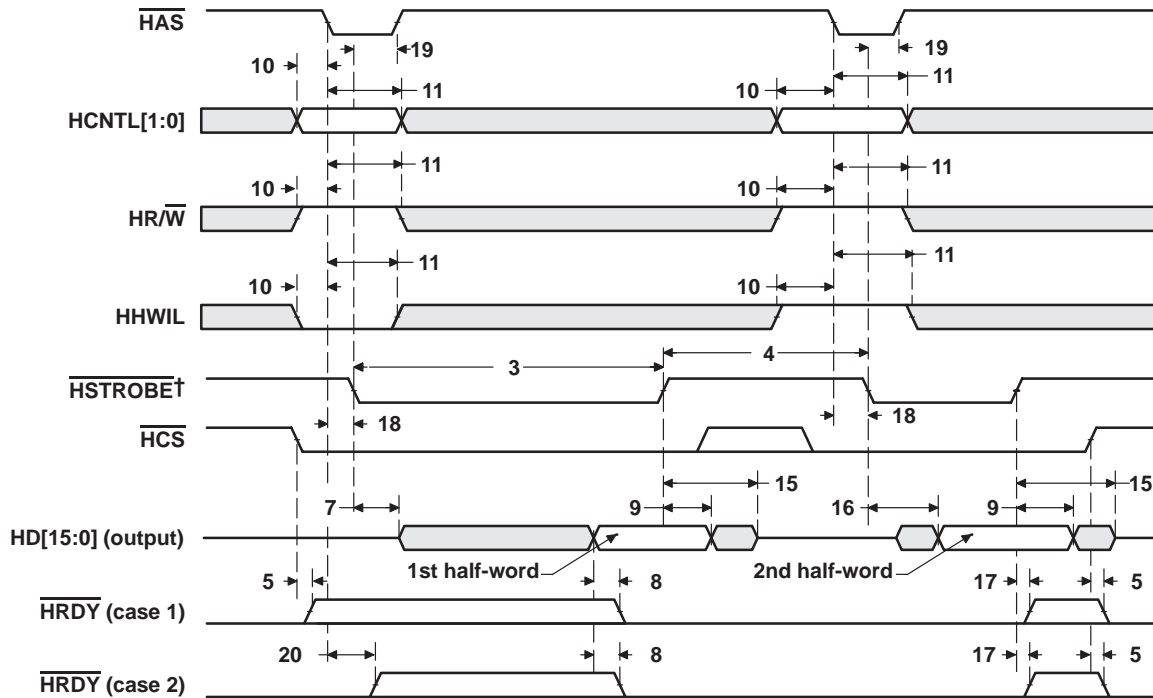 HAS
19 19
10 11 10 11
HCNTL[1:0]
11 11
10 10
HR/W
11 11
10 10
HHWIL
3 4
HSTROBE†
18 18
HCS
7 9 15 16 9 15
HD[15:0] (output)
1st half-word 2nd half-word
5 8 17 5
HRDY (case 1)
20 8 17 5
HRDY (case 2)